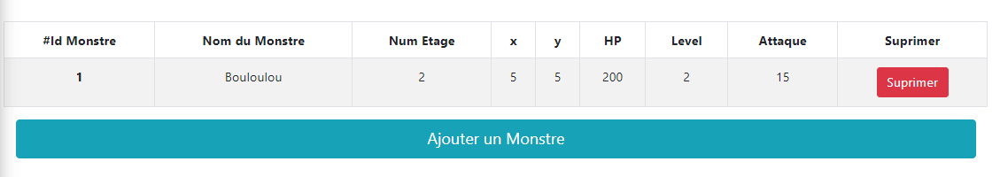 #Id Monstre Nom du Monstre Num Etage x y HP Level Attaque Suprimer
1 Bouloulou 2 5 5 200 2 15 Suprimer
Ajouter un Monstre